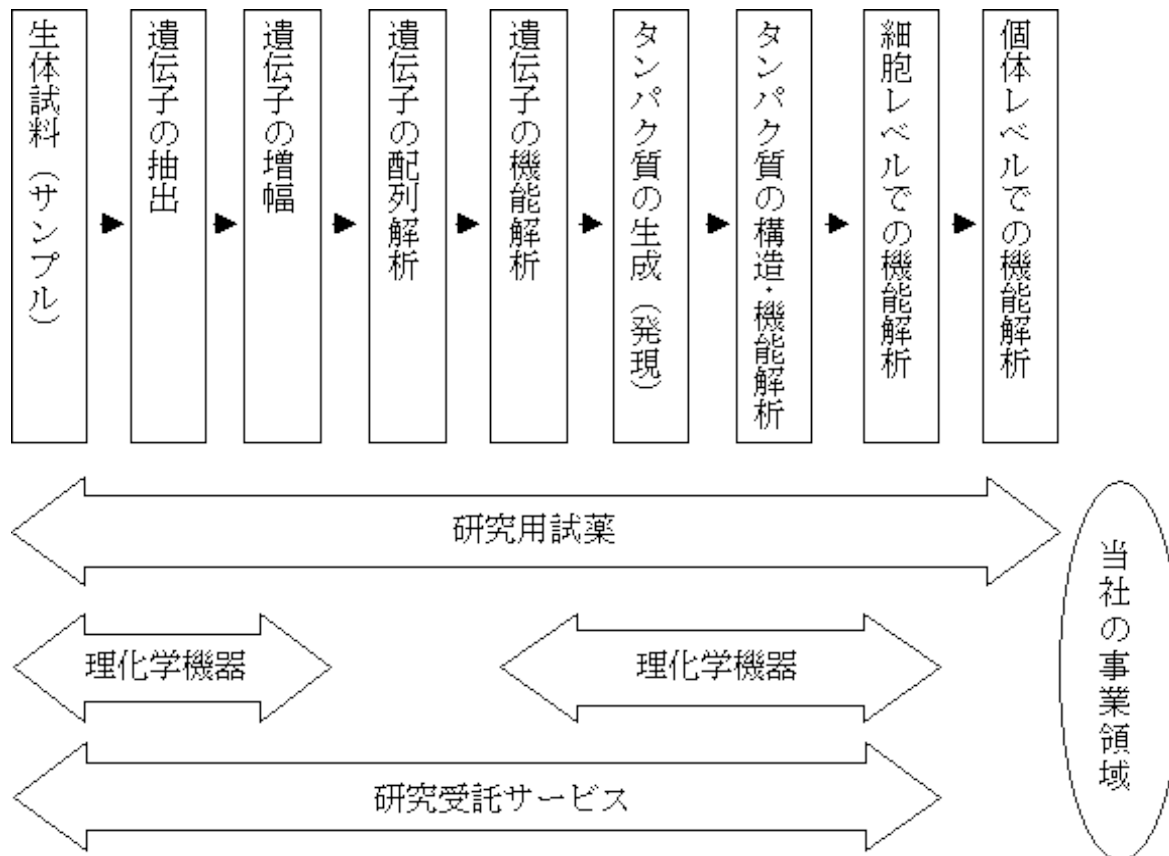 生体試料（サンプル）
遺伝子の抽出
遺伝子の増幅
遺伝子の配列解析
遺伝子の機能解析
タンパク質の生成（発現）
タンパク質の構造・機能解析
細胞レベルでの機能解析
個体レベルでの機能解析
研究用試薬
理化学機器
理化学機器
研究受託サービス
当社の事業領域